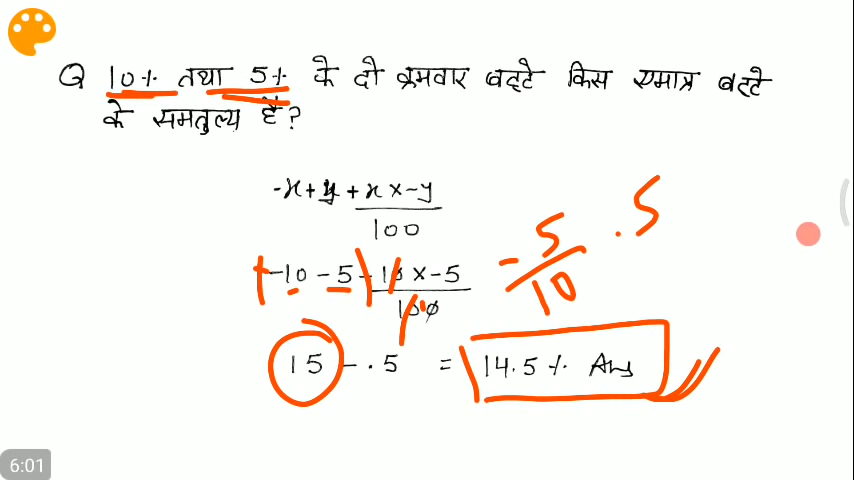 Q 10% तथा 5% के दो क्रमवार बट्टे किस एकमात्र बट्टे
के समतुल्य है?
-x+y+x×-y
100
-10-5-10×-5
100
-5
10
.5
15-.5 = 14.5% Ans
6:01